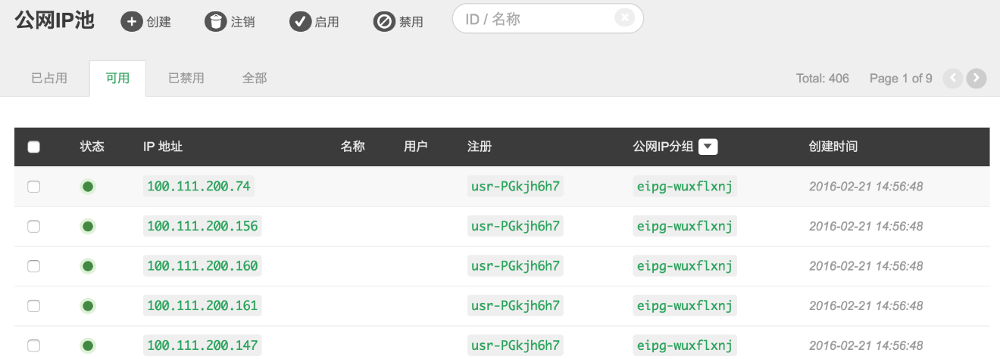 公网IP池 创建 注销 启用 禁用 ID / 名称
已占用 可用 已禁用 全部 Total: 406 Page 1 of 9
状态 IP 地址 名称 用户 注册 公网IP分组 创建时间
100.111.200.74 usr-PGkjh6h7 eipg-wuxflxnj 2016-02-21 14:56:48
100.111.200.156 usr-PGkjh6h7 eipg-wuxflxnj 2016-02-21 14:56:48
100.111.200.160 usr-PGkjh6h7 eipg-wuxflxnj 2016-02-21 14:56:48
100.111.200.161 usr-PGkjh6h7 eipg-wuxflxnj 2016-02-21 14:56:48
100.111.200.147 usr-PGkjh6h7 eipg-wuxflxnj 2016-02-21 14:56:48